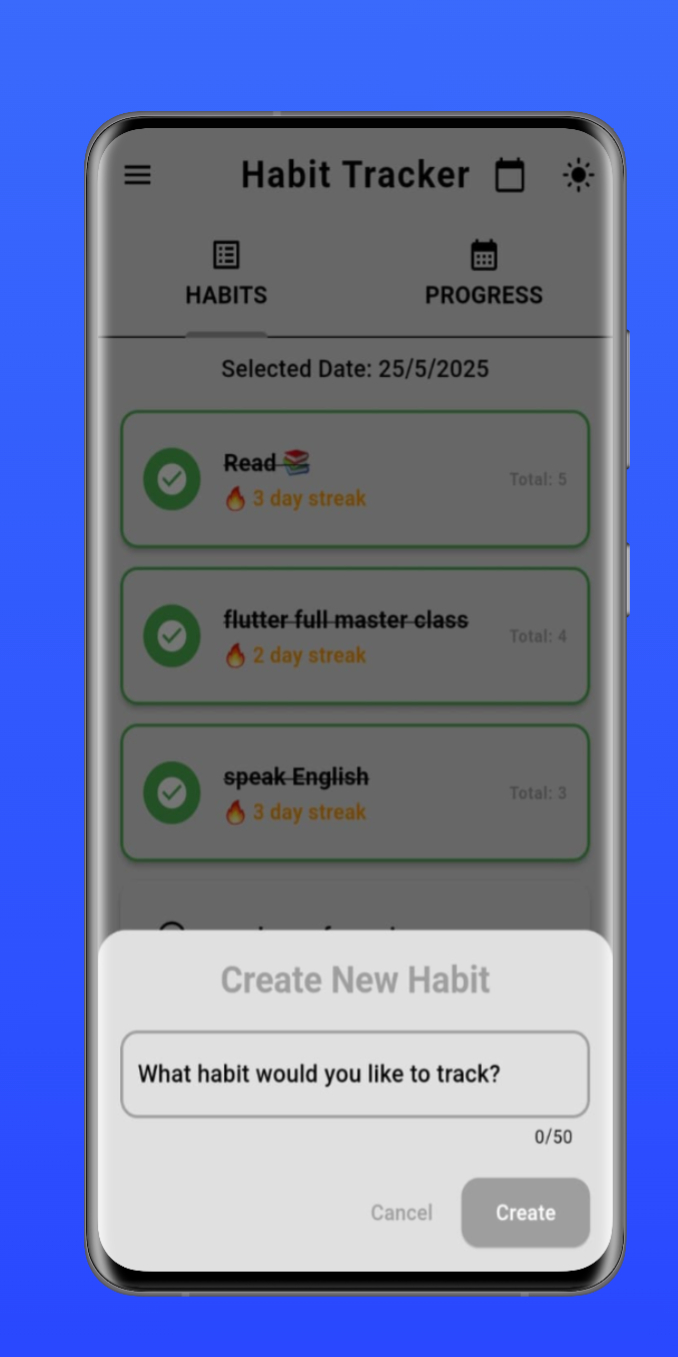 Habit Tracker
HABITS
PROGRESS
Selected Date: 25/5/2025
Read 📚
🔥 3 day streak
Total: 5
flutter full master class
🔥 2 day streak
Total: 4
speak English
🔥 3 day streak
Total: 3
Create New Habit
What habit would you like to track?
0/50
Cancel
Create